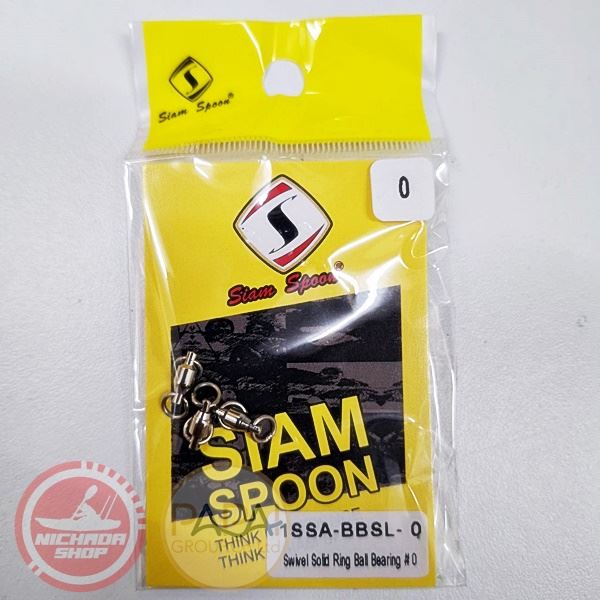 Siam Spoon®
0
Siam Spoon®
SIAM
SPOON
THINK
THINK
1SSA-BBSL- 0
Swivel Solid Ring Ball Bearing #0
NICHADA
SHOP